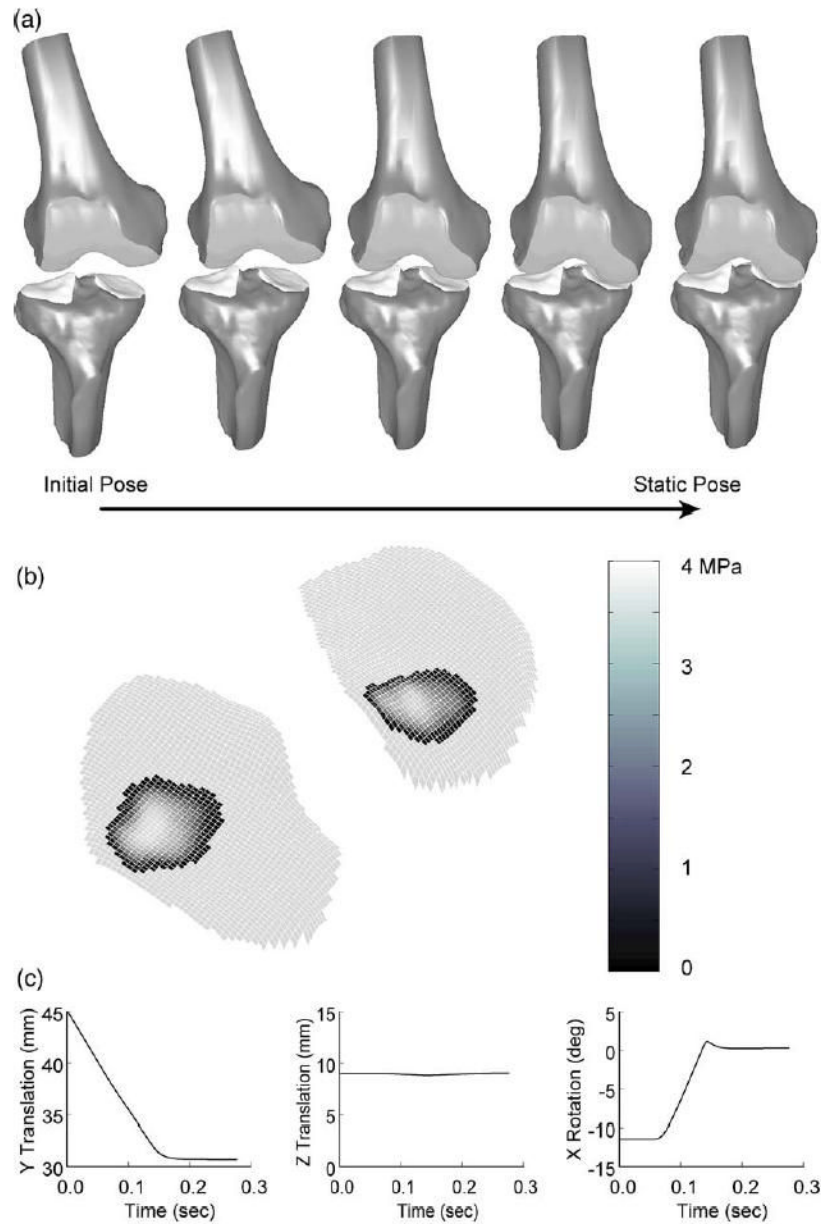 (a)
Initial Pose
Static Pose
(b)
4 MPa
3
2
1
0
(c)
Y Translation (mm)
45
40
35
30
0.0
0.1
0.2
0.3
Time (sec)
Z Translation (mm)
15
10
5
0
0.0
0.1
0.2
0.3
Time (sec)
X Rotation (deg)
5
0
-5
-10
-15
0.0
0.1
0.2
0.3
Time (sec)